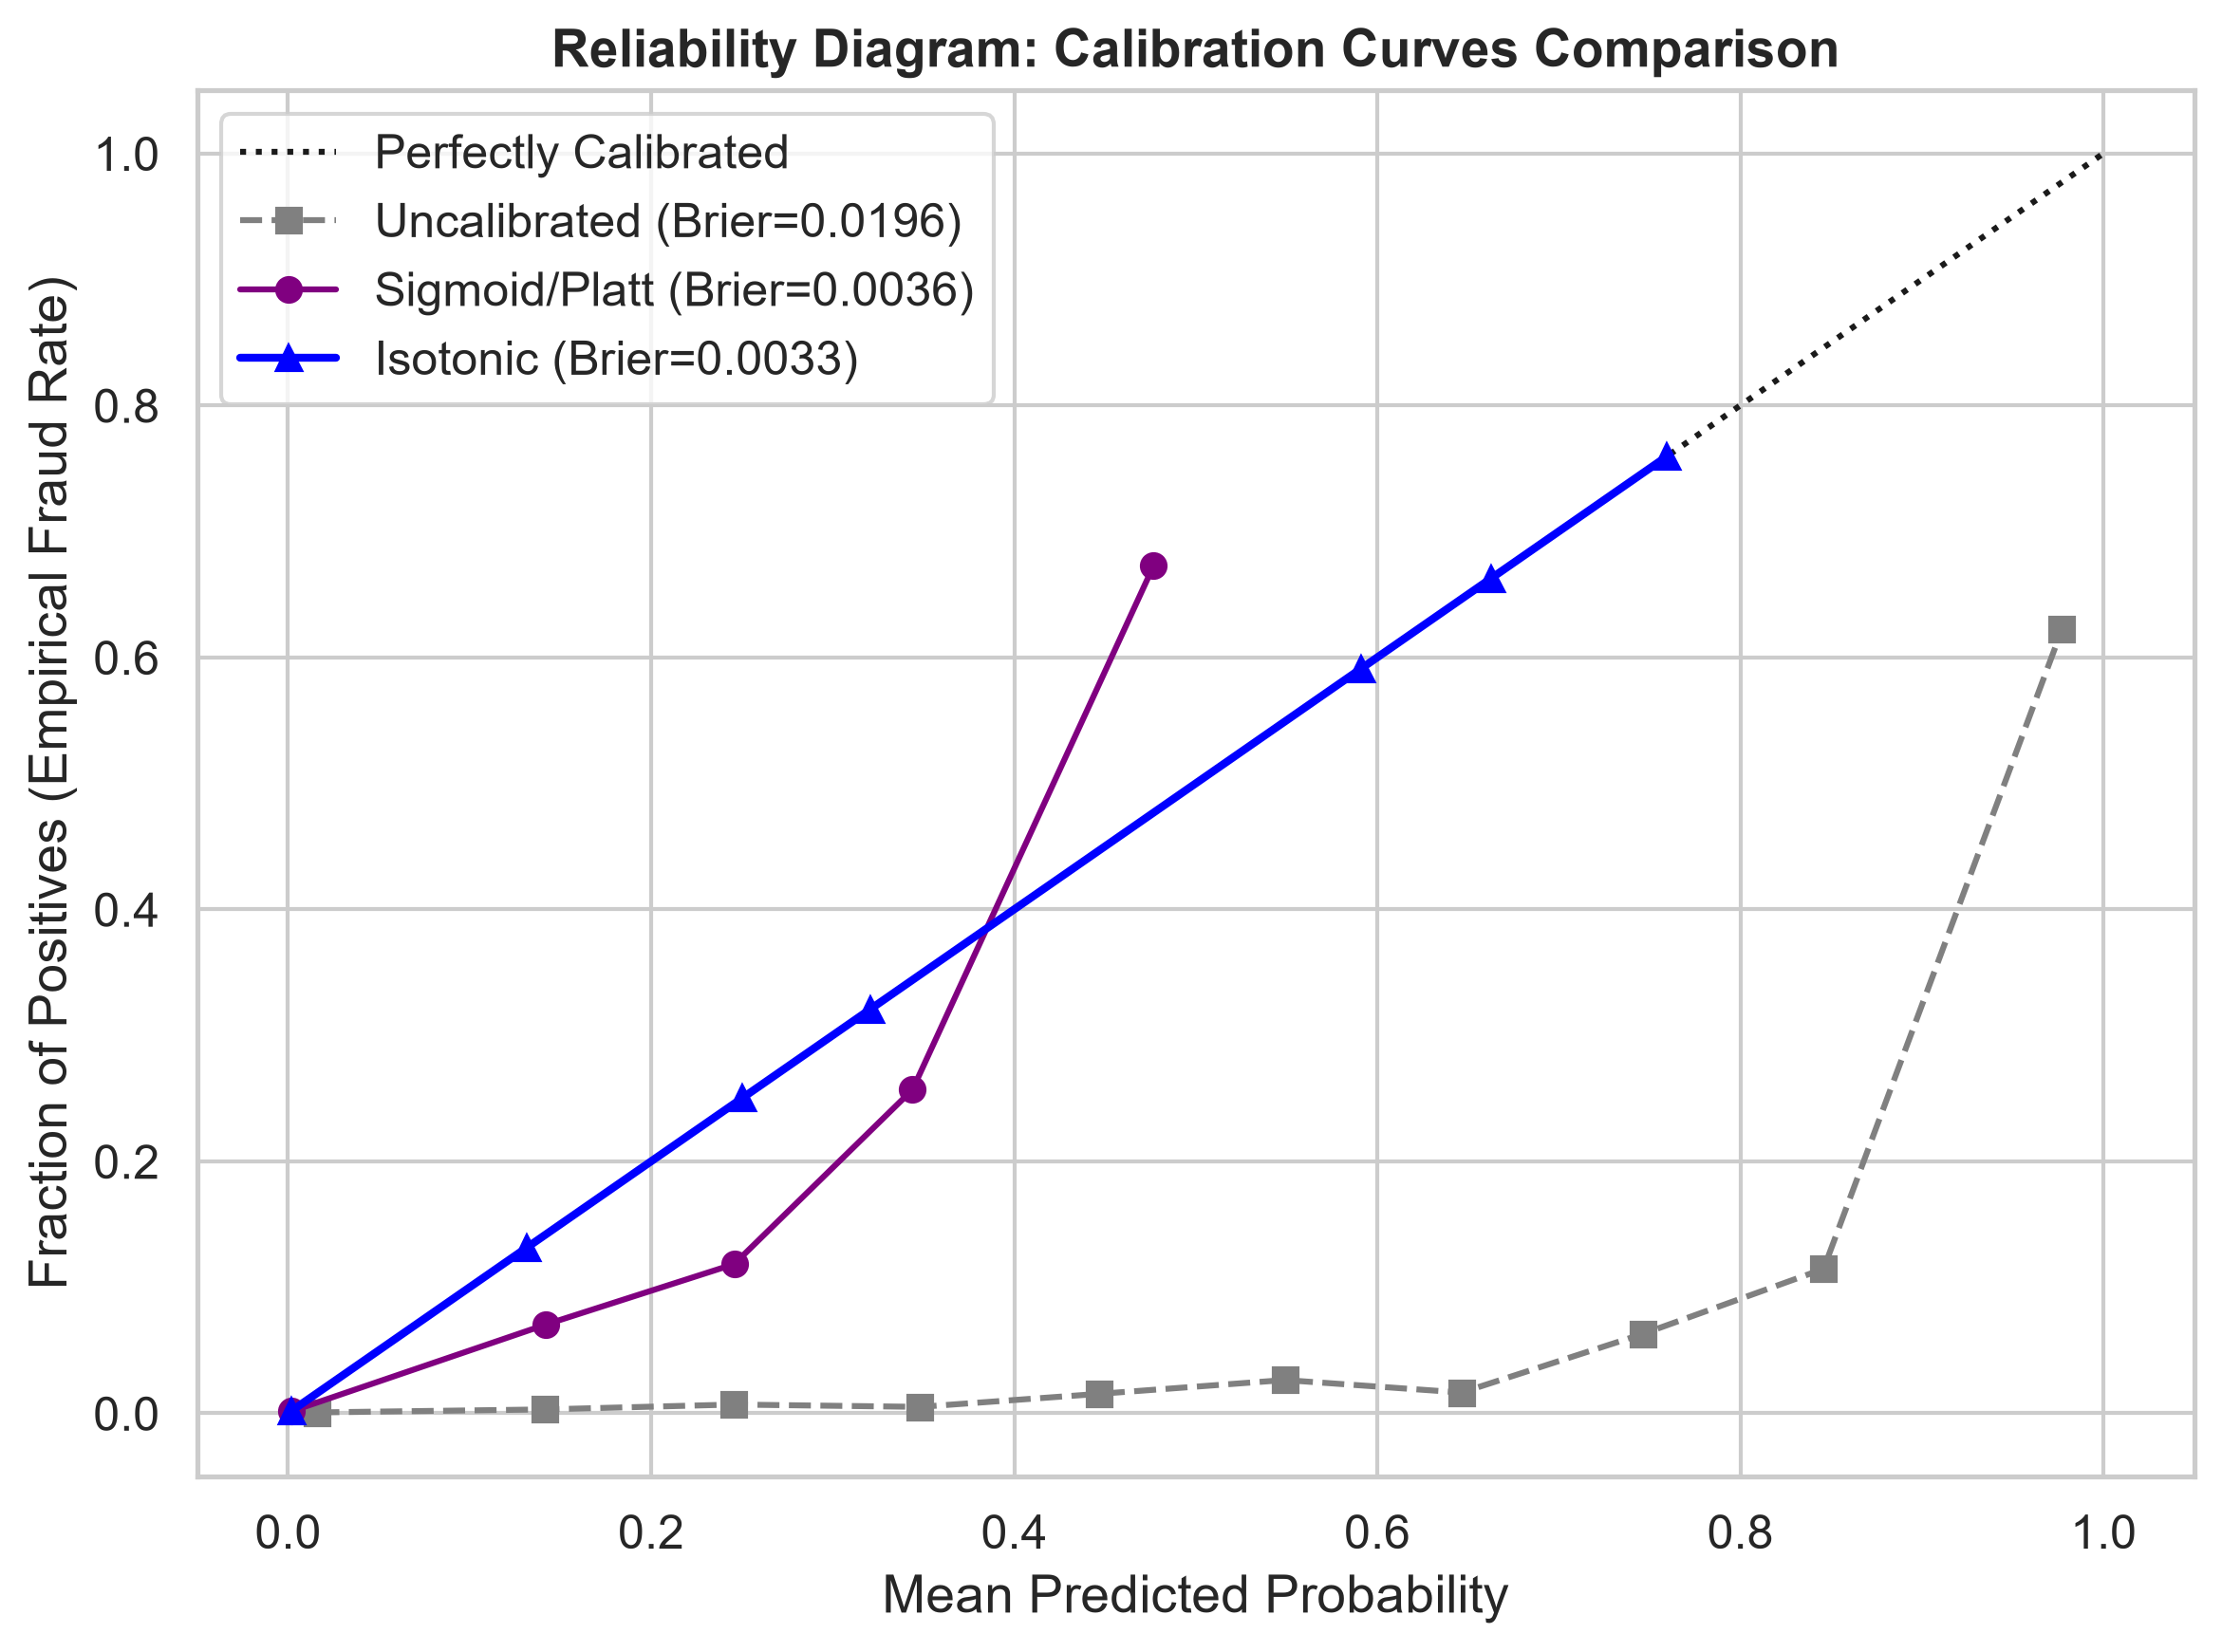 Reliability Diagram: Calibration Curves Comparison
Perfectly Calibrated
Uncalibrated (Brier=0.0196)
Sigmoid/Platt (Brier=0.0036)
Isotonic (Brier=0.0033)
Fraction of Positives (Empirical Fraud Rate)
1.0
0.8
0.6
0.4
0.2
0.0
0.0 0.2 0.4 0.6 0.8 1.0
Mean Predicted Probability